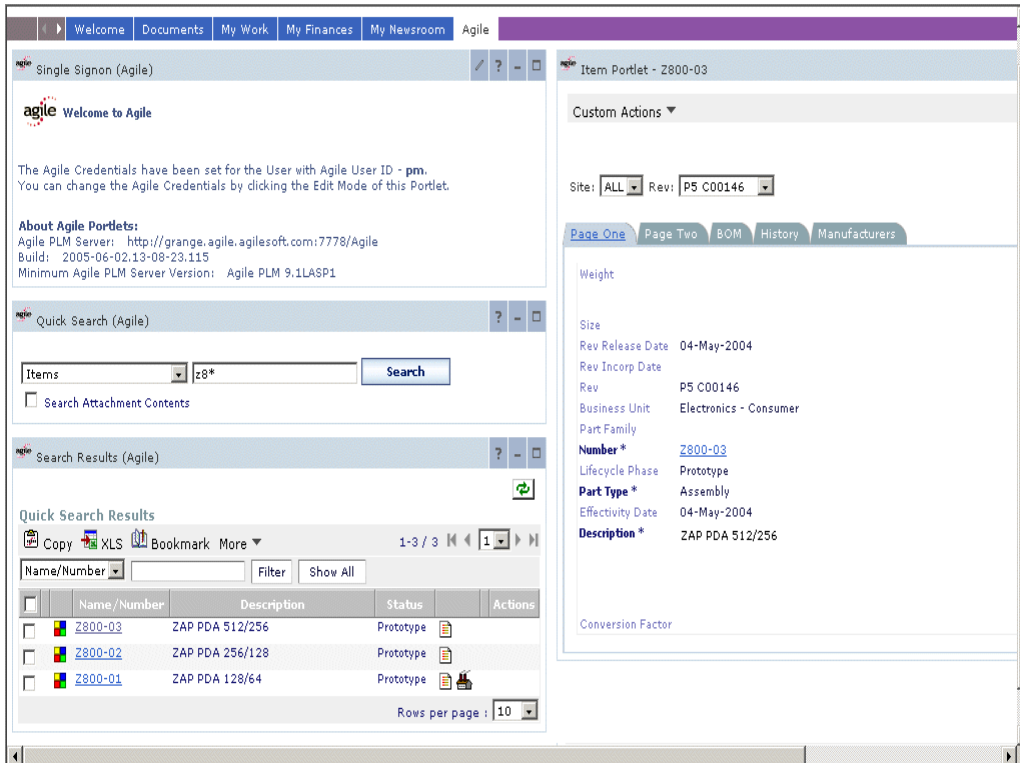 Welcome Documents My Work My Finances My Newsroom Agile
agile Single Signon (Agile) ?
agile Welcome to Agile
The Agile Credentials have been set for the User with Agile User ID - pm.
You can change the Agile Credentials by clicking the Edit Mode of this Portlet.
About Agile Portlets:
Agile PLM Server: http://grange.agile.agilesoft.com:7778/Agile
Build: 2005-06-02.13-08-23.115
Minimum Agile PLM Server Version: Agile PLM 9.1LASP1
agile Quick Search (Agile) ?
Items z8* Search
Search Attachment Contents
agile Search Results (Agile) ?
Quick Search Results
Copy XLS Bookmark More 1-3 / 3 1
Name/Number Filter Show All
Name/Number Description Status Actions
Z800-03 ZAP PDA 512/256 Prototype
Z800-02 ZAP PDA 256/128 Prototype
Z800-01 ZAP PDA 128/64 Prototype
Rows per page : 10
agile Item Portlet - Z800-03
Custom Actions
Site: ALL Rev: P5 C00146
Page One Page Two BOM History Manufacturers
Weight
Size
Rev Release Date 04-May-2004
Rev Incorp Date
Rev P5 C00146
Business Unit Electronics - Consumer
Part Family
Number * Z800-03
Lifecycle Phase Prototype
Part Type * Assembly
Effectivity Date 04-May-2004
Description * ZAP PDA 512/256
Conversion Factor